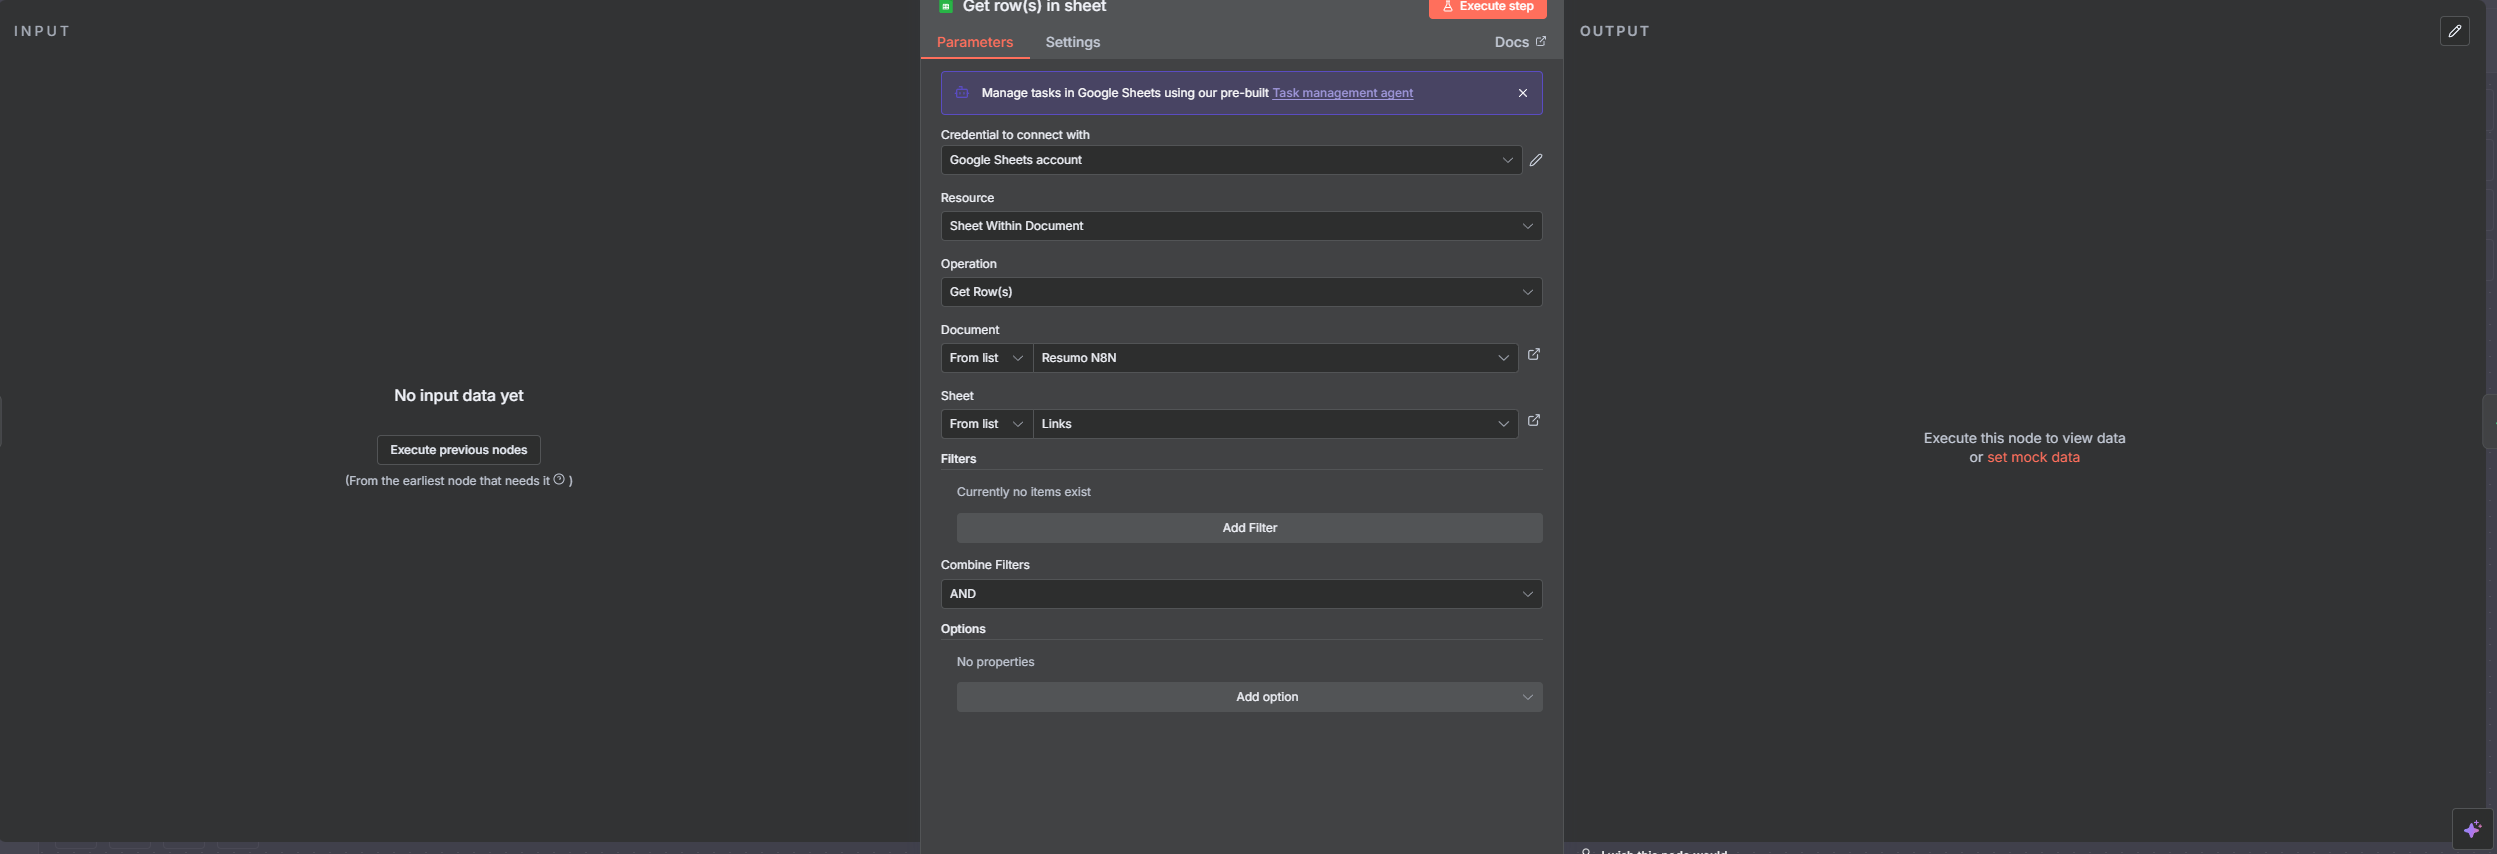 INPUT
No input data yet
Execute previous nodes
(From the earliest node that needs it )
Get row(s) in sheet
Execute step
Parameters
Settings
Docs
Manage tasks in Google Sheets using our pre-built Task management agent
Credential to connect with
Google Sheets account
Resource
Sheet Within Document
Operation
Get Row(s)
Document
From list
Resumo N8N
Sheet
From list
Links
Filters
Currently no items exist
Add Filter
Combine Filters
AND
Options
No properties
Add option
OUTPUT
Execute this node to view data
or set mock data
I wish this node would